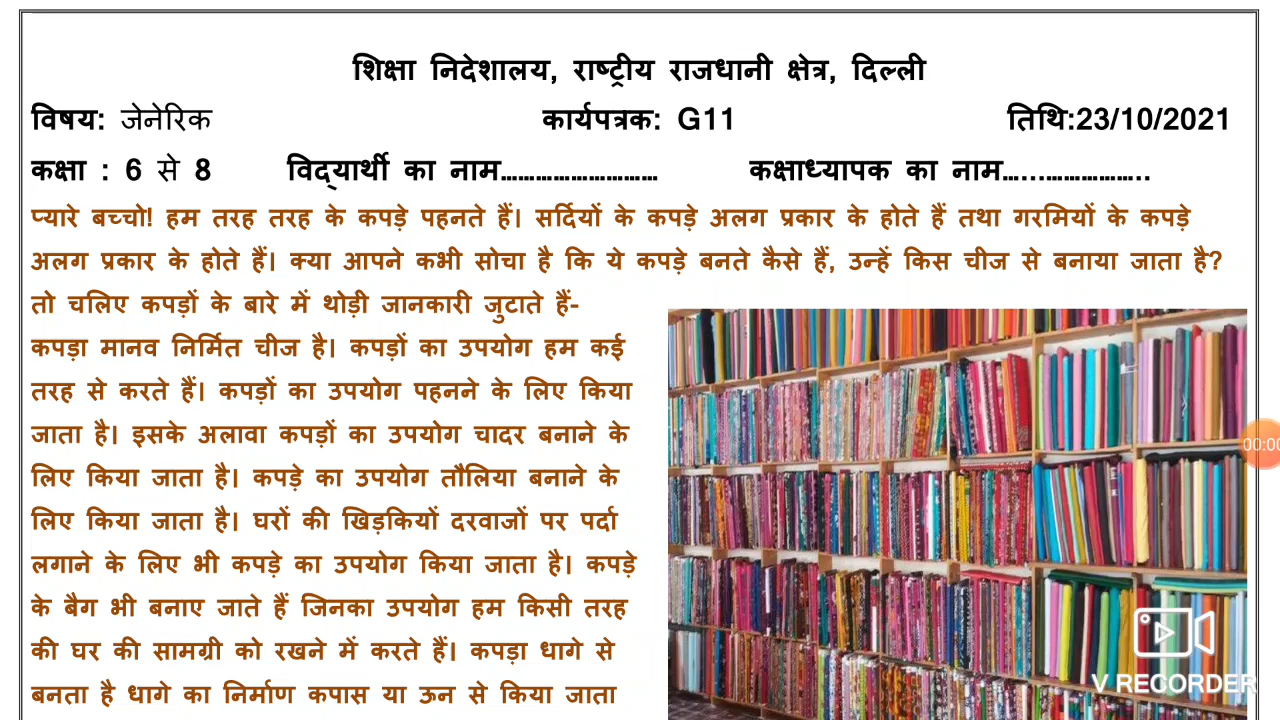 शिक्षा निदेशालय, राष्ट्रीय राजधानी क्षेत्र, दिल्ली
विषय: जेनेरिक कार्यपत्रक: G11 तिथि:23/10/2021
कक्षा : 6 से 8 विद्यार्थी का नाम……………………… कक्षाध्यापक का नाम…...……………..
प्यारे बच्चो! हम तरह तरह के कपड़े पहनते हैं। सर्दियों के कपड़े अलग प्रकार के होते हैं तथा गरमियों के कपड़े
अलग प्रकार के होते हैं। क्या आपने कभी सोचा है कि ये कपड़े बनते कैसे हैं, उन्हें किस चीज से बनाया जाता है?
तो चलिए कपड़ों के बारे में थोड़ी जानकारी जुटाते हैं-
कपड़ा मानव निर्मित चीज है। कपड़ों का उपयोग हम कई
तरह से करते हैं। कपड़ों का उपयोग पहनने के लिए किया
जाता है। इसके अलावा कपड़ों का उपयोग चादर बनाने के
लिए किया जाता है। कपड़े का उपयोग तौलिया बनाने के
लिए किया जाता है। घरों की खिड़कियों दरवाजों पर पर्दा
लगाने के लिए भी कपड़े का उपयोग किया जाता है। कपड़े
के बैग भी बनाए जाते हैं जिनका उपयोग हम किसी तरह
की घर की सामग्री को रखने में करते हैं। कपड़ा धागे से
बनता है धागे का निर्माण कपास या ऊन से किया जाता
00:00
V RECORDER